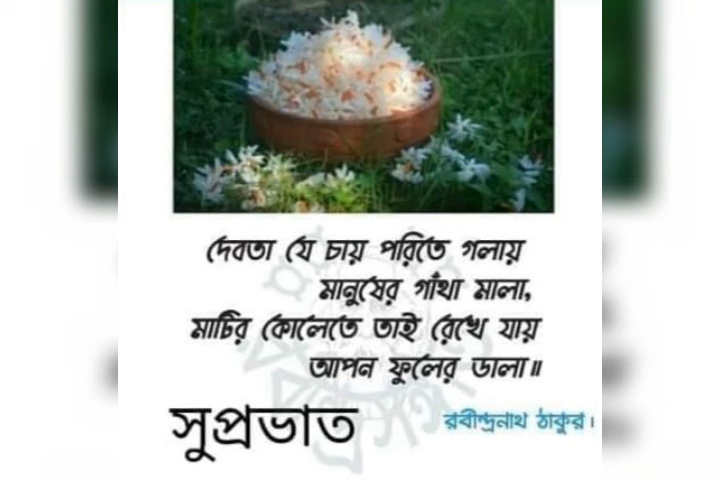 দেবতা যে চায় পরিতে গলায়
মানুষের গাঁথা মালা,
মাটির কোলেতে তাই রেখে যায়
আপন ফুলের ডালা॥
সুপ্রভাত
রবীন্দ্রনাথ ঠাকুর।